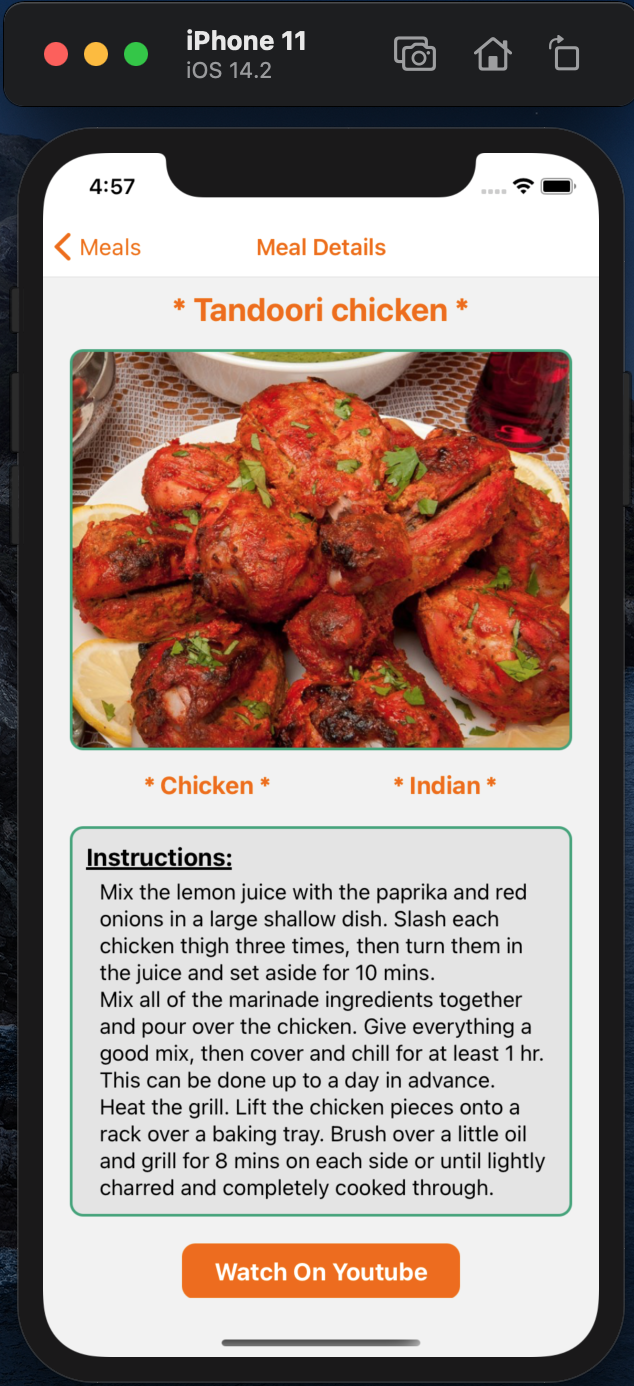 iPhone 11
iOS 14.2
4:57
Meals
Meal Details
* Tandoori chicken *
* Chicken *
* Indian *
Instructions:
Mix the lemon juice with the paprika and red
onions in a large shallow dish. Slash each
chicken thigh three times, then turn them in
the juice and set aside for 10 mins.
Mix all of the marinade ingredients together
and pour over the chicken. Give everything a
good mix, then cover and chill for at least 1 hr.
This can be done up to a day in advance.
Heat the grill. Lift the chicken pieces onto a
rack over a baking tray. Brush over a little oil
and grill for 8 mins on each side or until lightly
charred and completely cooked through.
Watch On Youtube